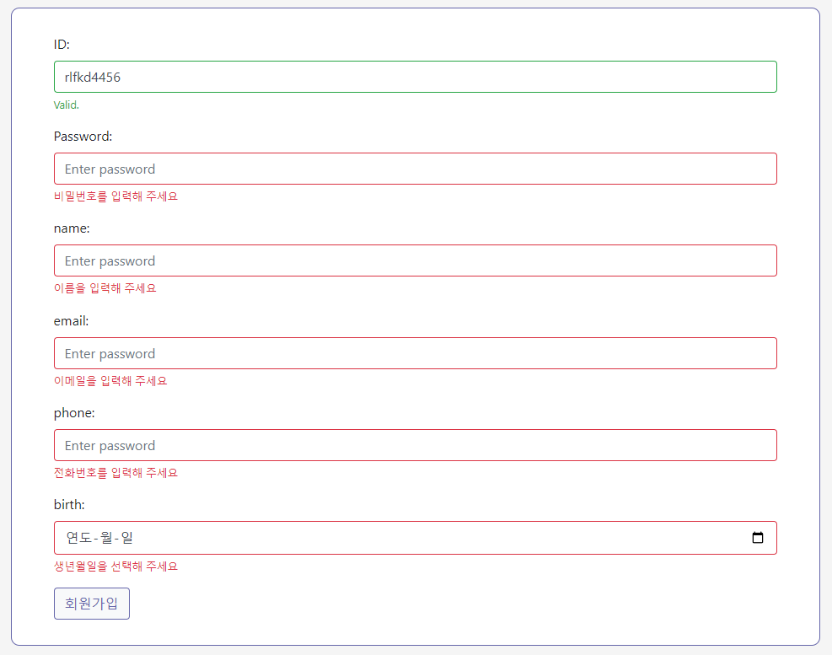 ID:
rlfkd4456
Valid.
Password:
Enter password
비밀번호를 입력해 주세요
name:
Enter password
이름을 입력해 주세요
email:
Enter password
이메일을 입력해 주세요
phone:
Enter password
전화번호를 입력해 주세요
birth:
연도-월-일
생년월일을 선택해 주세요
회원가입